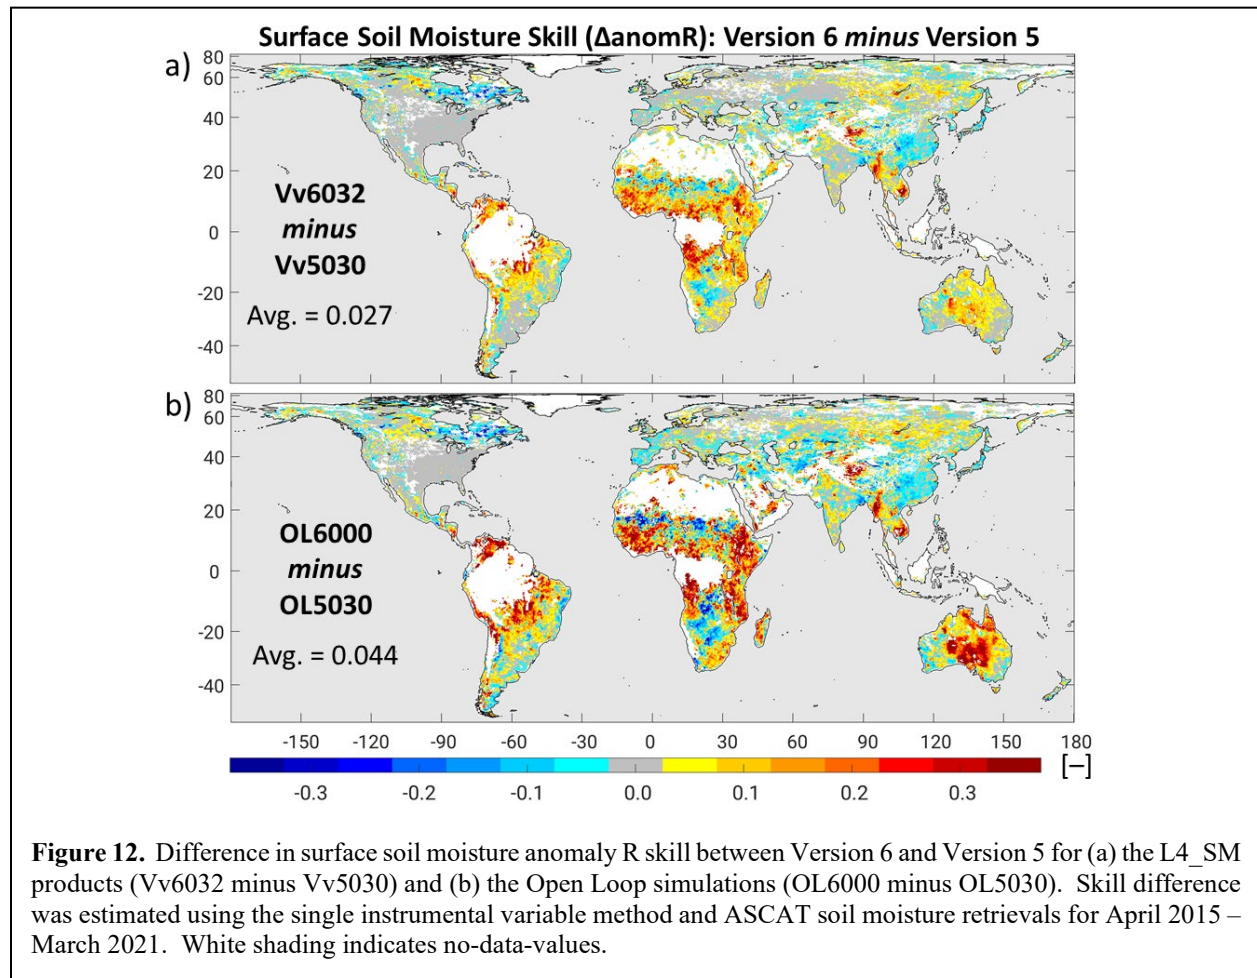 Surface Soil Moisture Skill (ΔanomR): Version 6 minus Version 5
a)
80
60
40
20
0
-20
-40
Vv6032
minus
Vv5030
Avg. = 0.027
b)
80
60
40
20
0
-20
-40
OL6000
minus
OL5030
Avg. = 0.044
-150 -120 -90 -60 -30 0 30 60 90 120 150 180
[–]
-0.3 -0.2 -0.1 0.0 0.1 0.2 0.3
Figure 12. Difference in surface soil moisture anomaly R skill between Version 6 and Version 5 for (a) the L4_SM
products (Vv6032 minus Vv5030) and (b) the Open Loop simulations (OL6000 minus OL5030). Skill difference
was estimated using the single instrumental variable method and ASCAT soil moisture retrievals for April 2015 –
March 2021. White shading indicates no-data-values.